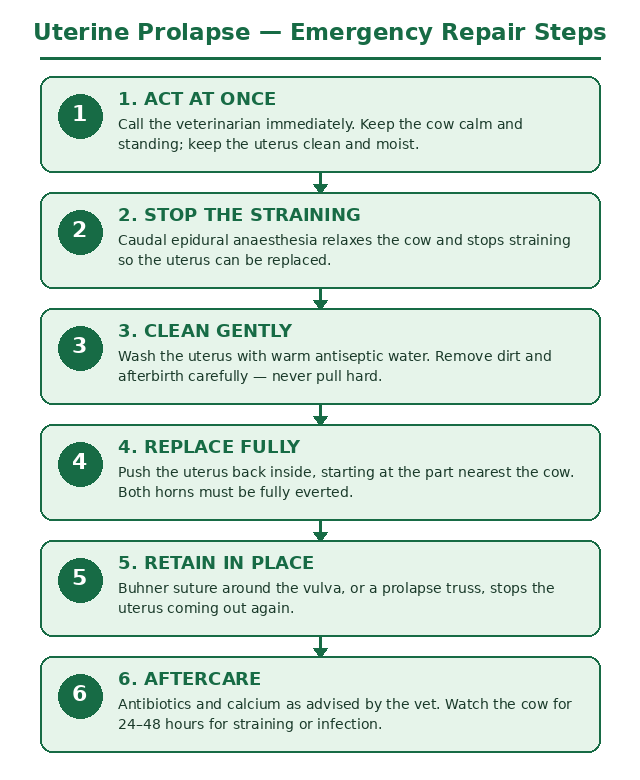 Uterine Prolapse — Emergency Repair Steps
1
1. ACT AT ONCE
Call the veterinarian immediately. Keep the cow calm and
standing; keep the uterus clean and moist.
2
2. STOP THE STRAINING
Caudal epidural anaesthesia relaxes the cow and stops straining
so the uterus can be replaced.
3
3. CLEAN GENTLY
Wash the uterus with warm antiseptic water. Remove dirt and
afterbirth carefully — never pull hard.
4
4. REPLACE FULLY
Push the uterus back inside, starting at the part nearest the cow.
Both horns must be fully everted.
5
5. RETAIN IN PLACE
Buhner suture around the vulva, or a prolapse truss, stops the
uterus coming out again.
6
6. AFTERCARE
Antibiotics and calcium as advised by the vet. Watch the cow for
24–48 hours for straining or infection.